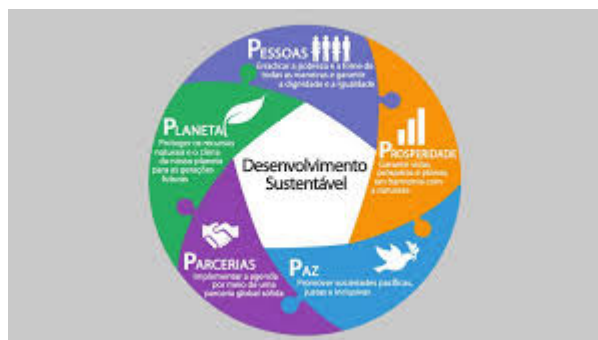 PESSOAS
Erradicar a pobreza e a fome de
todas as maneiras e garantir
a dignidade e a igualdade
PROSPERIDADE
Garantir vidas
prósperas e plenas,
em harmonia com
a natureza
PAZ
Promover sociedades pacíficas,
justas e inclusivas
PARCERIAS
Implementar a agenda
por meio de uma
parceria global sólida
PLANETA
Proteger os recursos
naturais e o clima
do nosso planeta
para as gerações
futuras
Desenvolvimento
Sustentável